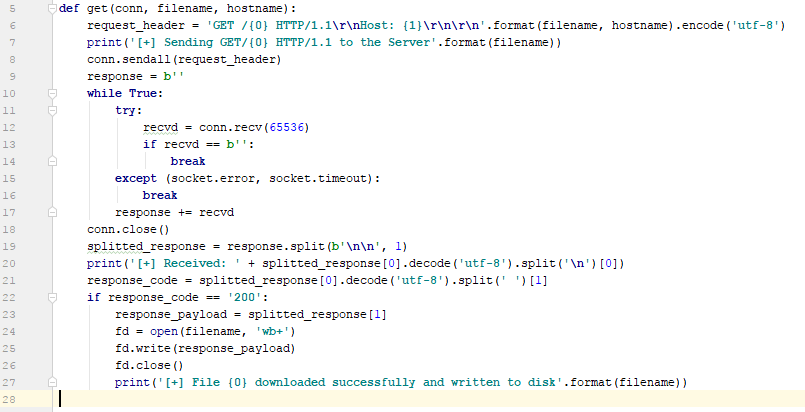 5 def get(conn, filename, hostname):
6     request_header = 'GET /{0} HTTP/1.1\r\nHost: {1}\r\n\r\n'.format(filename, hostname).encode('utf-8')
7     print('[+] Sending GET/{0} HTTP/1.1 to the Server'.format(filename))
8     conn.sendall(request_header)
9     response = b''
10     while True:
11         try:
12             recvd = conn.recv(65536)
13             if recvd == b'':
14                 break
15         except (socket.error, socket.timeout):
16             break
17         response += recvd
18     conn.close()
19     splitted_response = response.split(b'\n\n', 1)
20     print('[+] Received: ' + splitted_response[0].decode('utf-8').split('\n')[0])
21     response_code = splitted_response[0].decode('utf-8').split(' ')[1]
22     if response_code == '200':
23         response_payload = splitted_response[1]
24         fd = open(filename, 'wb+')
25         fd.write(response_payload)
26         fd.close()
27         print('[+] File {0} downloaded successfully and written to disk'.format(filename))
28